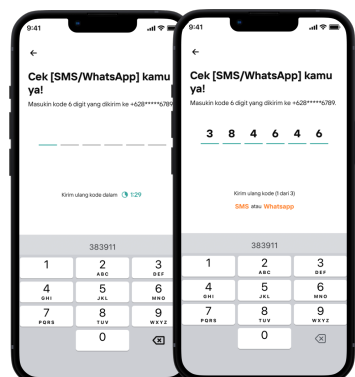 9:41
Cek [SMS/WhatsApp] kamu
ya!
Masukin kode 6 digit yang dikirim ke +628*****6789.
Kirim ulang kode dalam 1:29
383911
1 2 3
ABC DEF
4 5 6
GHI JKL MNO
7 8 9
PQRS TUV WXYZ
0
9:41
Cek [SMS/WhatsApp] kamu
ya!
Masukin kode 6 digit yang dikirim ke +628*****6789.
3 8 4 6 4 6
Kirim ulang kode (1 dari 3)
SMS atau Whatsapp
383911
1 2 3
ABC DEF
4 5 6
GHI JKL MNO
7 8 9
PQRS TUV WXYZ
0